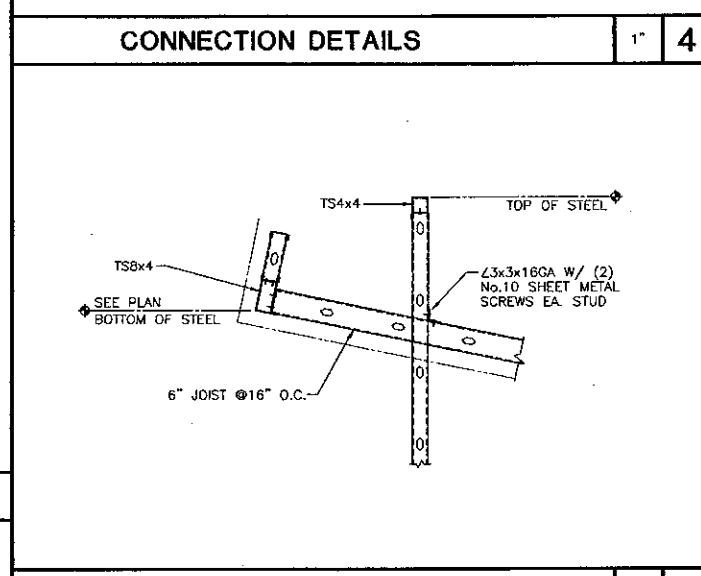 CONNECTION DETAILS
1"
4
TS4x4
TOP OF STEEL
TS8x4
∠3x3x16GA W/ (2)
No.10 SHEET METAL
SCREWS EA. STUD
SEE PLAN
BOTTOM OF STEEL
6" JOIST @16" O.C.